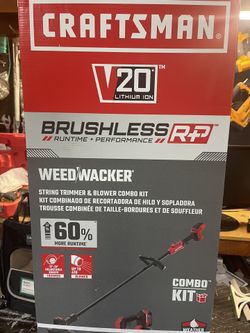 CRAFTSMAN
V20
LITHIUM ION
BRUSHLESS RP
RUNTIME + PERFORMANCE
WEEDWACKER
STRING TRIMMER & BLOWER COMBO KIT
KIT COMBINADO DE RECORTADORA DE HILO Y SOPLADORA
TROUSSE COMBINÉE DE TAILLE-BORDURES ET DE SOUFFLEUR
60%
MORE RUNTIME
COMBO
KIT
CRAFTSMAN